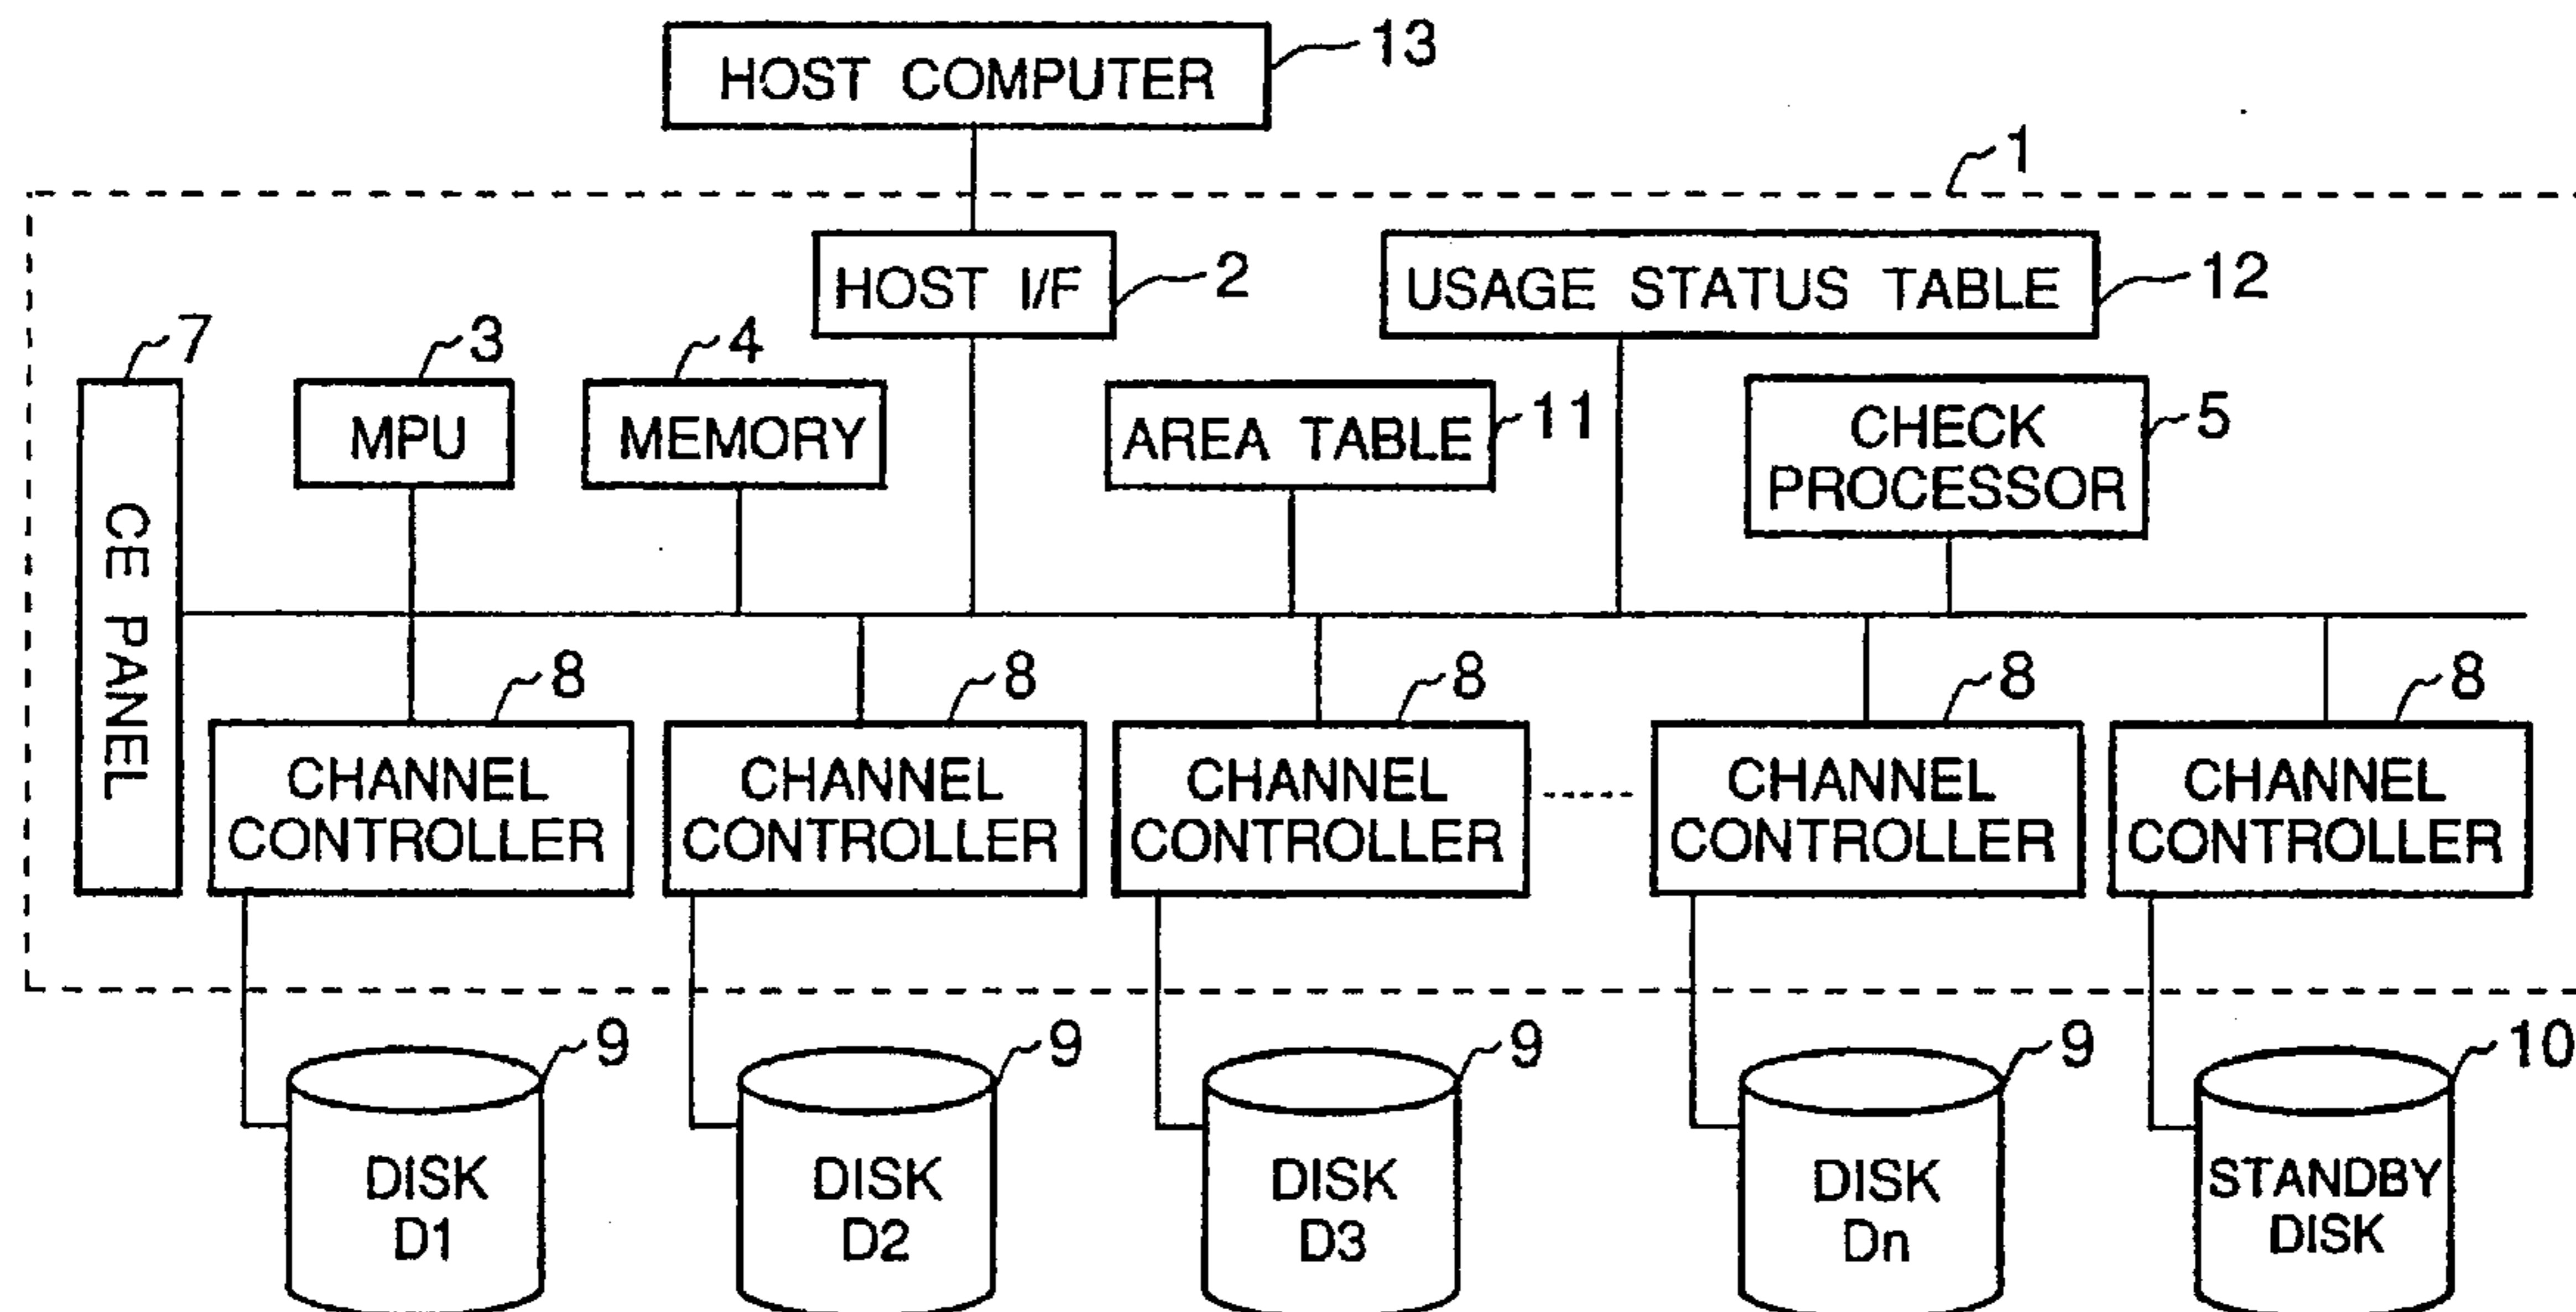 HOST COMPUTER
13
1
HOST I/F
2
USAGE STATUS TABLE
12
7
3
4
MPU
MEMORY
AREA TABLE
11
CHECK
PROCESSOR
5
CE PANEL
8
8
8
8
8
CHANNEL
CONTROLLER
CHANNEL
CONTROLLER
CHANNEL
CONTROLLER
CHANNEL
CONTROLLER
CHANNEL
CONTROLLER
9
9
9
9
10
DISK
D1
DISK
D2
DISK
D3
DISK
Dn
STANDBY
DISK